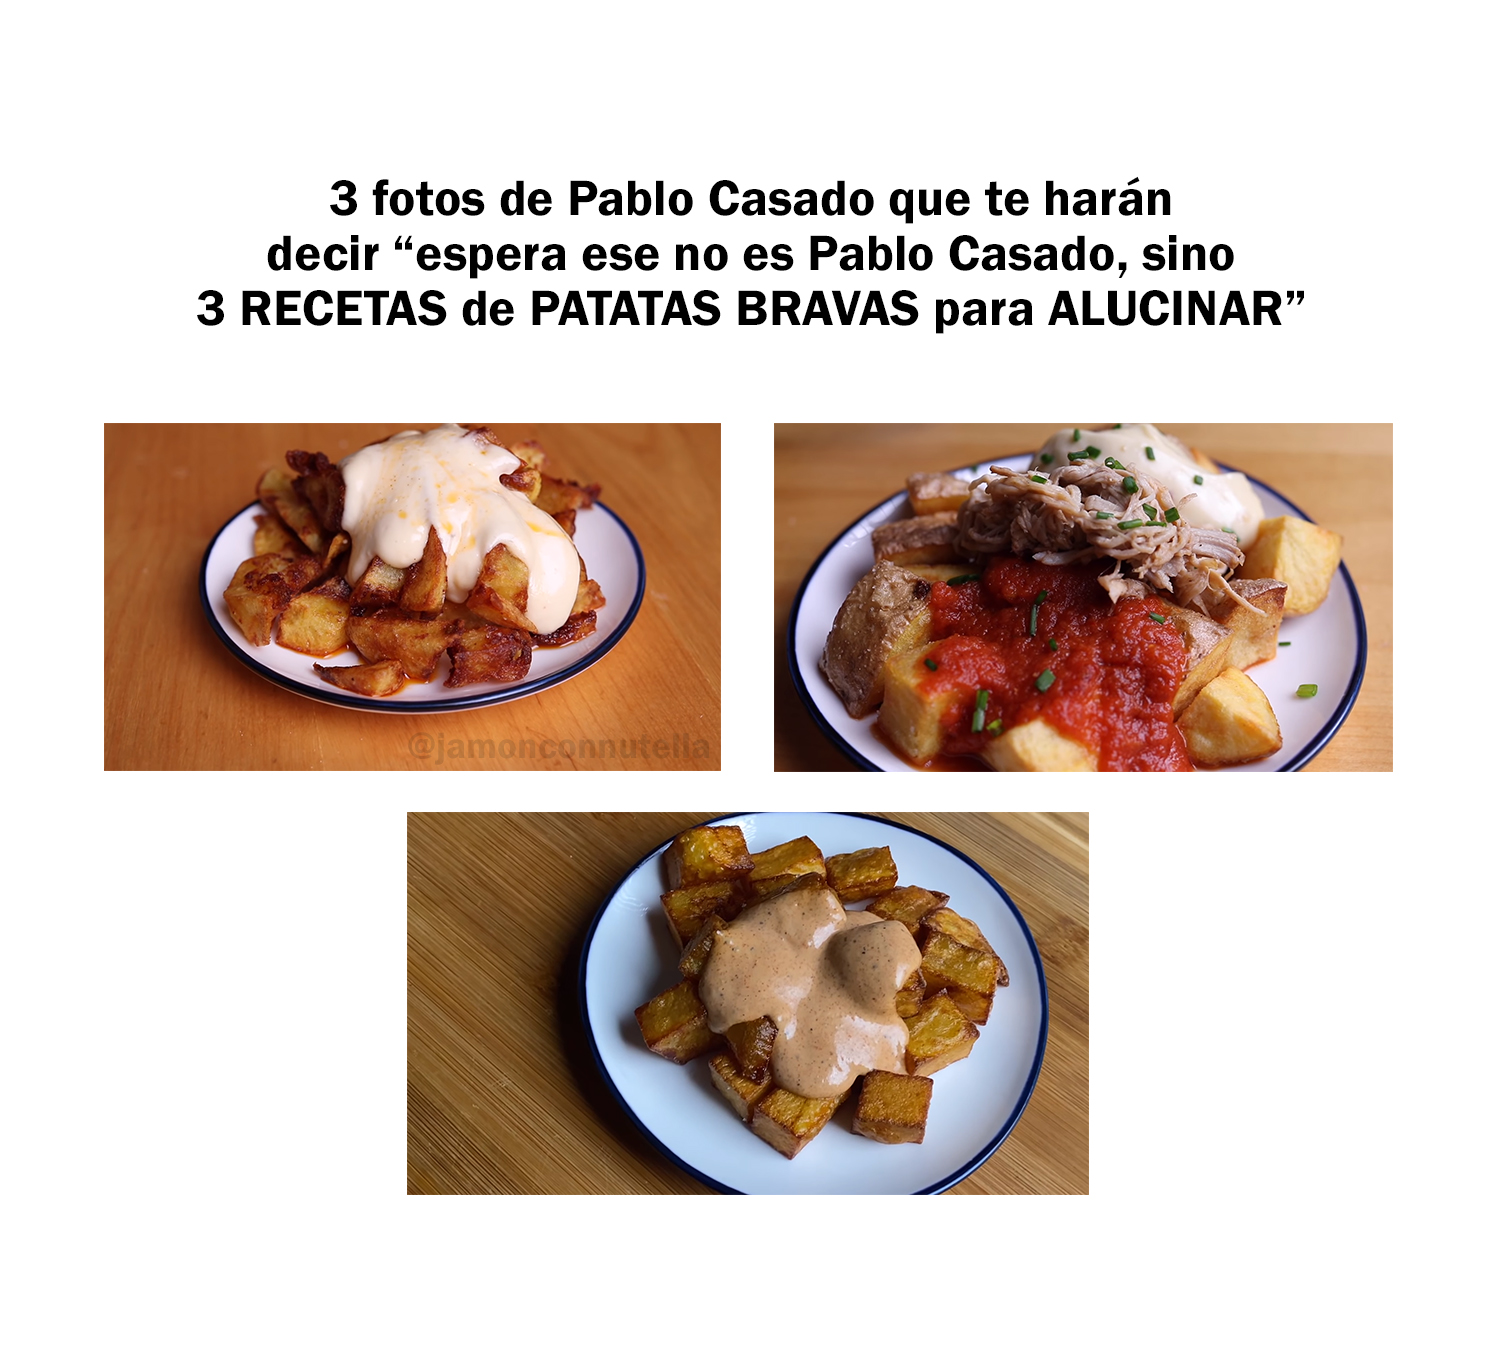 3 fotos de Pablo Casado que te harán
decir “espera ese no es Pablo Casado, sino
3 RECETAS de PATATAS BRAVAS para ALUCINAR”
@jamonconnutella